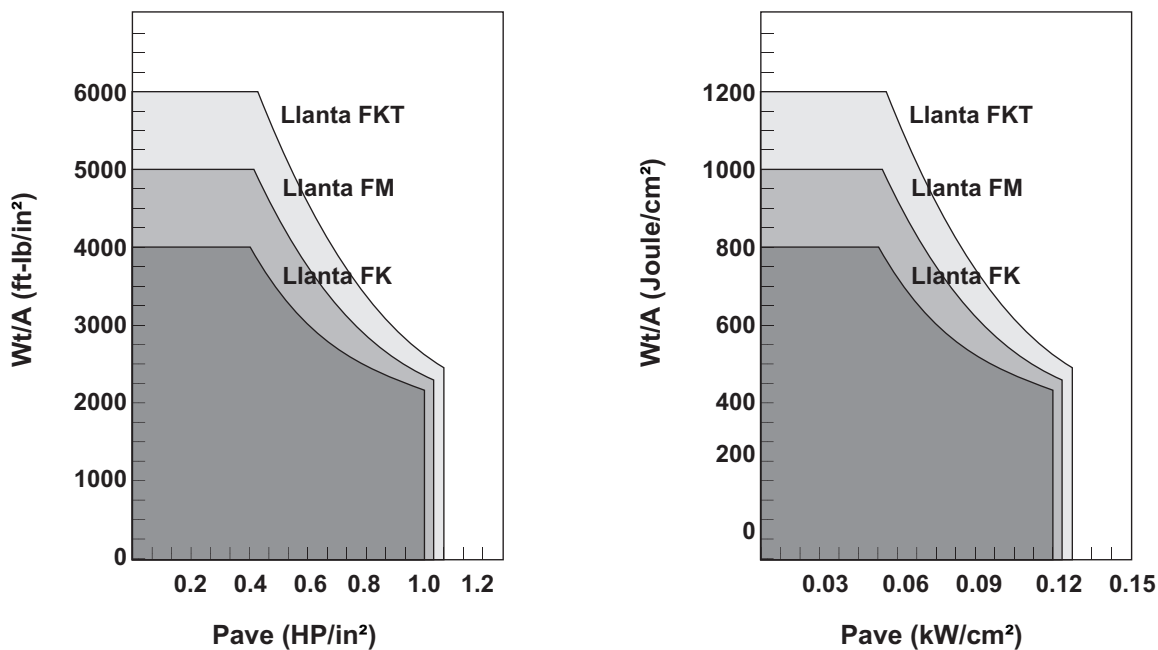 Wt/A (ft-lb/in²)
6000
5000
4000
3000
2000
1000
0
Llanta FKT
Llanta FM
Llanta FK
0.2 0.4 0.6 0.8 1.0 1.2
Pave (HP/in²)
Wt/A (Joule/cm²)
1200
1000
800
600
400
200
0
Llanta FKT
Llanta FM
Llanta FK
0.03 0.06 0.09 0.12 0.15
Pave (kW/cm²)